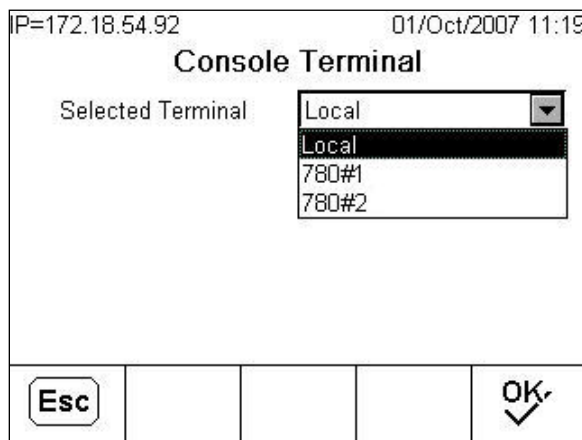 IP=172.18.54.92 01/Oct/2007 11:19
Console Terminal
Selected Terminal Local
Local
780#1
780#2
Esc OK